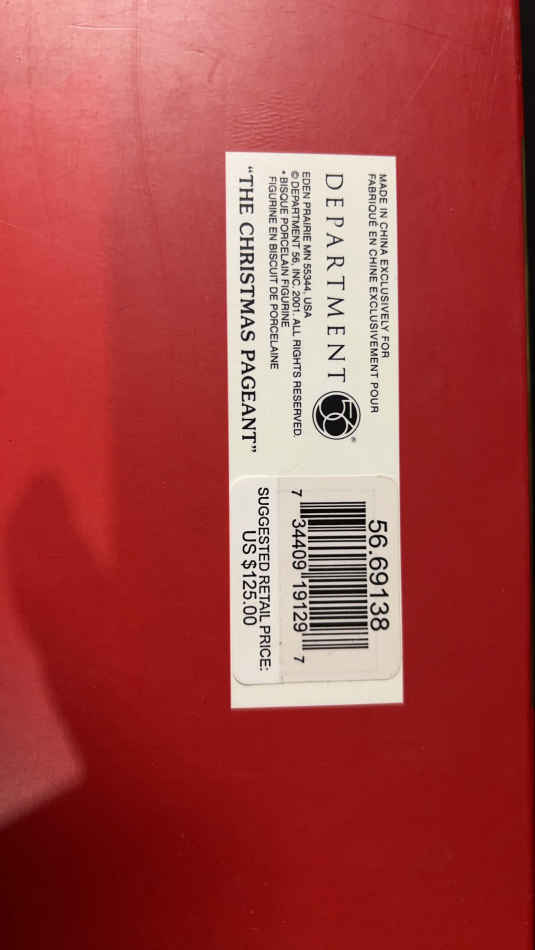 MADE IN CHINA EXCLUSIVELY FOR
FABRIQUÉ EN CHINE EXCLUSIVEMENT POUR
DEPARTMENT 56®
EDEN PRAIRIE MN 55344, USA
© DEPARTMENT 56, INC. 2001. ALL RIGHTS RESERVED.
• BISQUE PORCELAIN FIGURINE
FIGURINE EN BISCUIT DE PORCELAINE
"THE CHRISTMAS PAGEANT"
56.69138
7 34409 19129 7
SUGGESTED RETAIL PRICE:
US $125.00